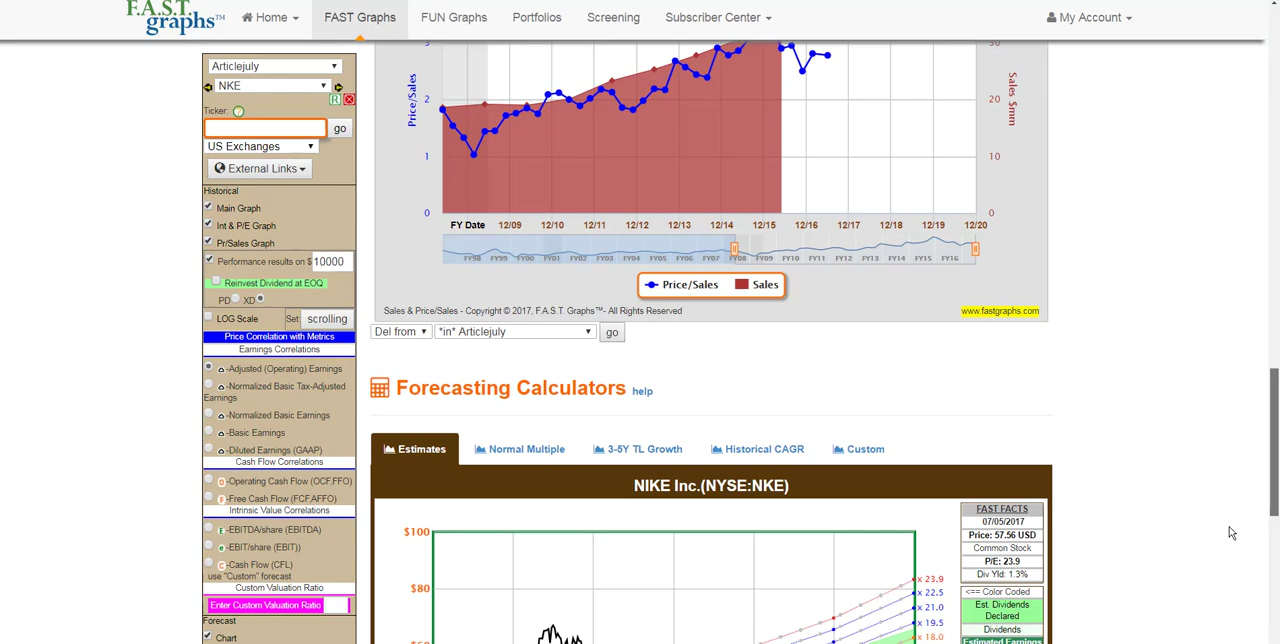 F.A.S.T.
graphs™
Home
FAST Graphs
FUN Graphs
Portfolios
Screening
Subscriber Center
My Account
Articlejuly
NKE
R
Ticker: ?
go
US Exchanges
External Links
Historical
Main Graph
Int & P/E Graph
Pr/Sales Graph
Performance results on $ 10000
Reinvest Dividend at EOQ
PD XD
LOG Scale Set: scrolling
Price Correlation with Metrics
Earnings Correlations
-Adjusted (Operating) Earnings
-Normalized Basic Tax-Adjusted
Earnings
-Normalized Basic Earnings
-Basic Earnings
-Diluted Earnings (GAAP)
Cash Flow Correlations
O -Operating Cash Flow (OCF,FFO)
F -Free Cash Flow (FCF,AFFO)
Intrinsic Value Correlations
E -EBITDA/share (EBITDA)
e -EBIT/share (EBIT))
C -Cash Flow (CFL)
use "Custom" forecast
Custom Valuation Ratio
Enter Custom Valuation Ratio
Forecast
Chart
Price/Sales
3
2
1
0
30
20
10
0
Sales $mm
FY Date 12/09 12/10 12/11 12/12 12/13 12/14 12/15 12/16 12/17 12/18 12/19 12/20
FY98 FY99 FY00 FY01 FY02 FY03 FY04 FY05 FY06 FY07 FY08 FY09 FY10 FY11 FY12 FY13 FY14 FY15 FY16
Price/Sales Sales
Sales & Price/Sales - Copyright © 2017, F.A.S.T. Graphs™- All Rights Reserved
www.fastgraphs.com
Del from *in* Articlejuly go
Forecasting Calculators help
Estimates
Normal Multiple
3-5Y TL Growth
Historical CAGR
Custom
NIKE Inc.(NYSE:NKE)
$100
$80
x 23.9
x 22.5
x 21.0
x 19.5
x 18.0
FAST FACTS
07/05/2017
Price: 57.56 USD
Common Stock
P/E: 23.9
Div Yld: 1.3%
<== Color Coded
Est. Dividends
Declared
Dividends
Estimated Earnings